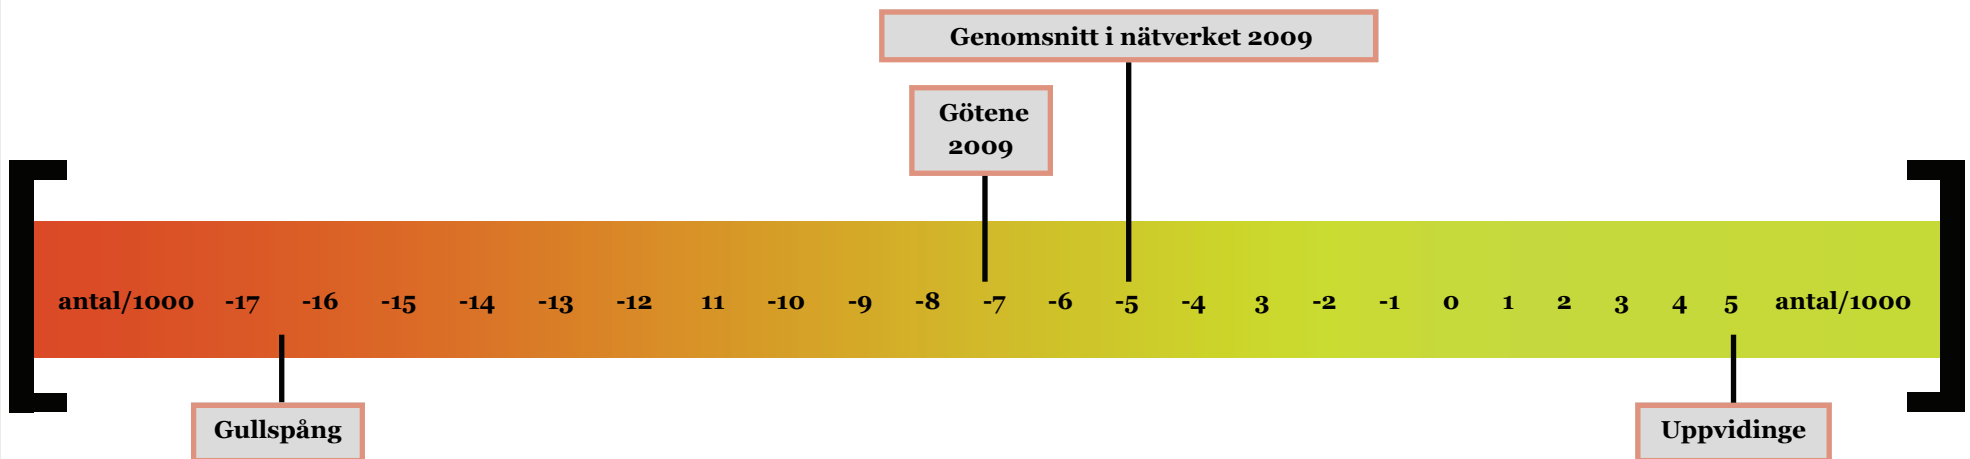 Genomsnitt i nätverket 2009
Götene
2009
antal/1000 -17 -16 -15 -14 -13 -12 11 -10 -9 -8 -7 -6 -5 -4 3 -2 -1 0 1 2 3 4 5 antal/1000
Gullspång
Uppvidinge